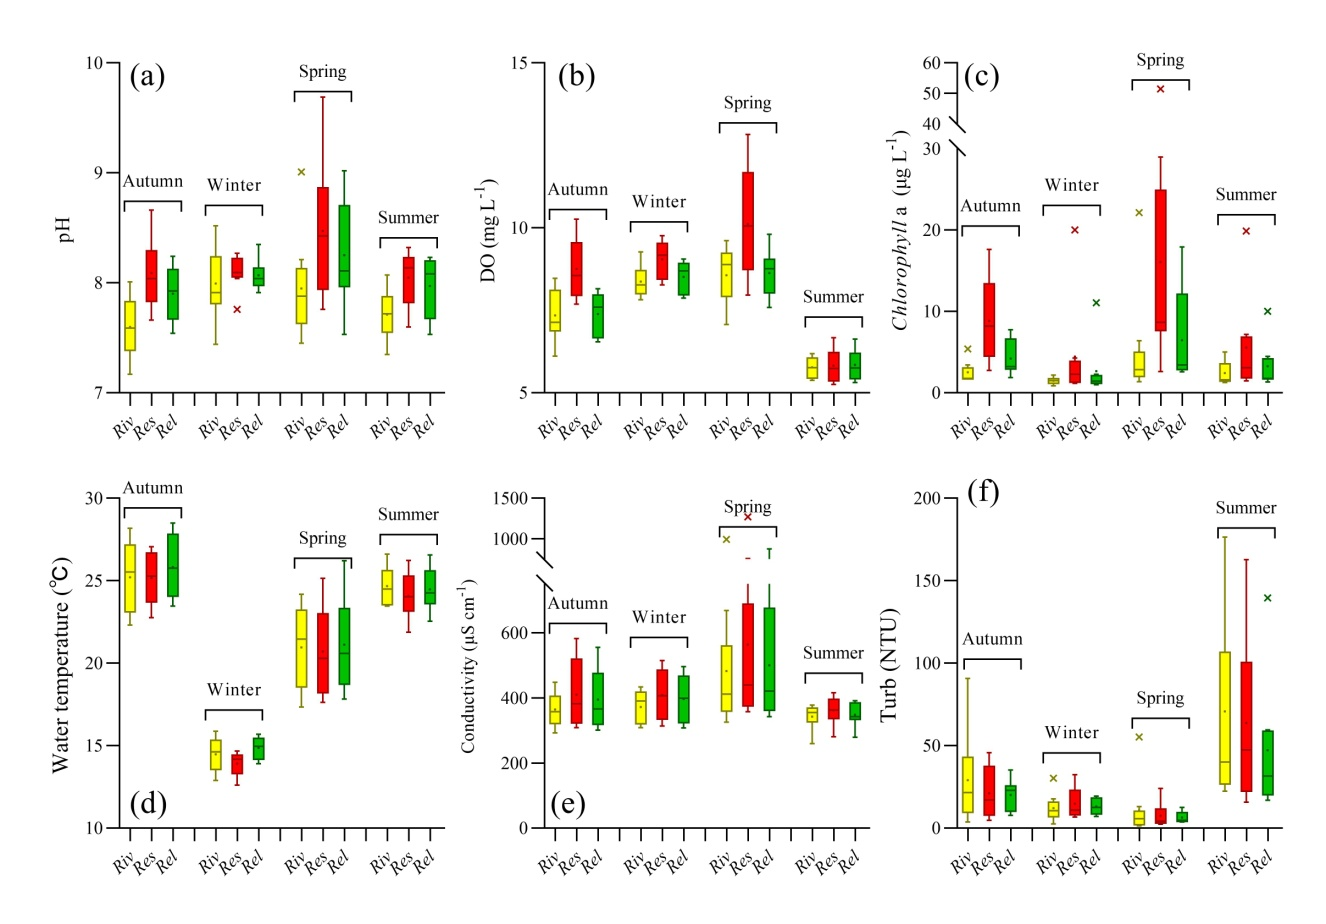 (a)
pH
10
9
8
7
Autumn
Winter
Spring
Summer
Riv Res Rel Riv Res Rel Riv Res Rel Riv Res Rel
(b)
DO (mg L-1)
15
10
5
Autumn
Winter
Spring
Summer
Riv Res Rel Riv Res Rel Riv Res Rel Riv Res Rel
(c)
Chlorophyll a (µg L-1)
60
50
40
30
20
10
0
Autumn
Winter
Spring
Summer
Riv Res Rel Riv Res Rel Riv Res Rel Riv Res Rel
(d)
Water temperature (℃)
30
25
20
15
10
Autumn
Winter
Spring
Summer
Riv Res Rel Riv Res Rel Riv Res Rel Riv Res Rel
(e)
Conductivity (µS cm-1)
1500
1000
600
400
200
0
Autumn
Winter
Spring
Summer
Riv Res Rel Riv Res Rel Riv Res Rel Riv Res Rel
(f)
Turb (NTU)
200
150
100
50
0
Autumn
Winter
Spring
Summer
Riv Res Rel Riv Res Rel Riv Res Rel Riv Res Rel